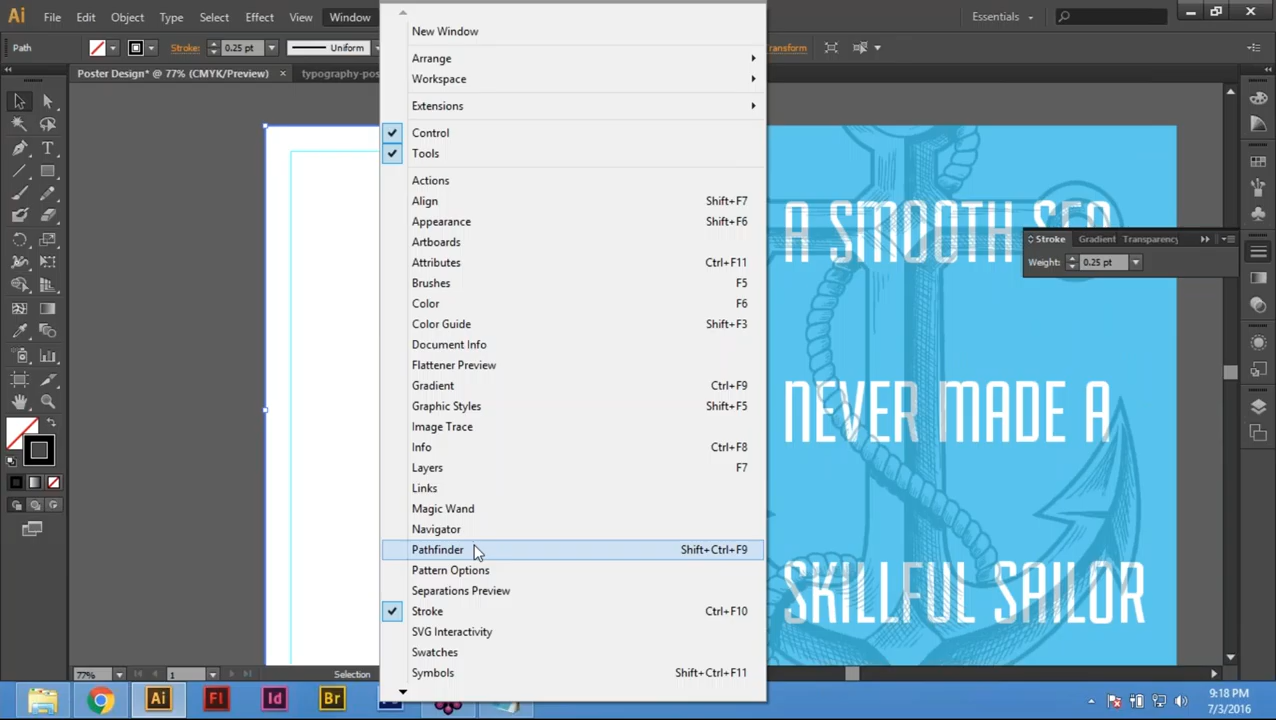 Ai File Edit Object Type Select Effect View Window Essentials
Path Stroke: 0.25 pt Uniform Transform
Poster Design* @ 77% (CMYK/Preview) × typography-pos
New Window
Arrange
Workspace
Extensions
Control
Tools
Actions
Align Shift+F7
Appearance Shift+F6
Artboards
Attributes Ctrl+F11
Brushes F5
Color F6
Color Guide Shift+F3
Document Info
Flattener Preview
Gradient Ctrl+F9
Graphic Styles Shift+F5
Image Trace
Info Ctrl+F8
Layers F7
Links
Magic Wand
Navigator
Pathfinder Shift+Ctrl+F9
Pattern Options
Separations Preview
Stroke Ctrl+F10
SVG Interactivity
Swatches
Symbols Shift+Ctrl+F11
A SMOOTH SEA
Stroke Gradient Transparency
Weight: 0.25 pt
NEVER MADE A
SKILLFUL SAILOR
77% 1 Selection
Ai Fl Id Br
9:18 PM
7/3/2016